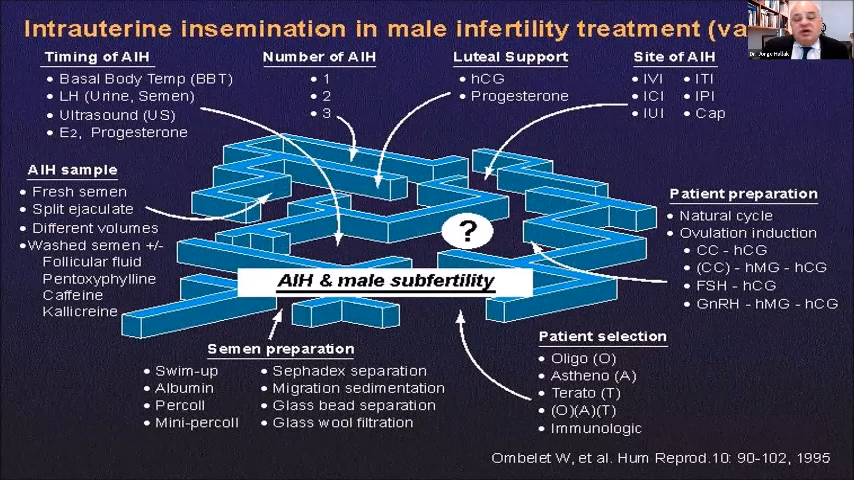 Intrauterine insemination in male infertility treatment (va
Timing of AIH
• Basal Body Temp (BBT)
• LH (Urine, Semen)
• Ultrasound (US)
• E2, Progesterone
Number of AIH
• 1
• 2
• 3
Luteal Support
• hCG
• Progesterone
Site of AIH
• IVI • ITI
• ICI • IPI
• IUI • Cap
AIH sample
• Fresh semen
• Split ejaculate
• Different volumes
• Washed semen +/-
Follicular fluid
Pentoxyphylline
Caffeine
Kallicreine
?
AIH & male subfertility
Patient preparation
• Natural cycle
• Ovulation induction
• CC - hCG
• (CC) - hMG - hCG
• FSH - hCG
• GnRH - hMG - hCG
Semen preparation
• Swim-up • Sephadex separation
• Albumin • Migration sedimentation
• Percoll • Glass bead separation
• Mini-percoll • Glass wool filtration
Patient selection
• Oligo (O)
• Astheno (A)
• Terato (T)
• (O)(A)(T)
• Immunologic
Ombelet W, et al. Hum Reprod.10: 90-102, 1995
Dr. Jorge Hallak